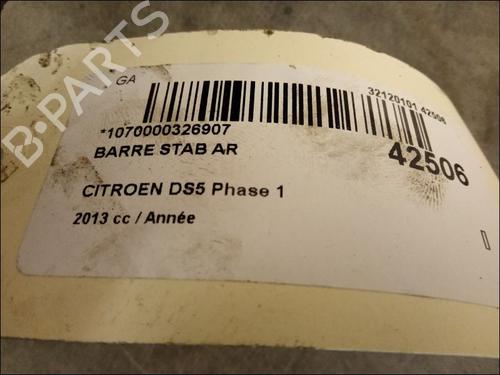 B-PARTS
GA
32120101 42506
*1070000326907
BARRE STAB AR
42506
CITROEN DS5 Phase 1
2013 cc / Année